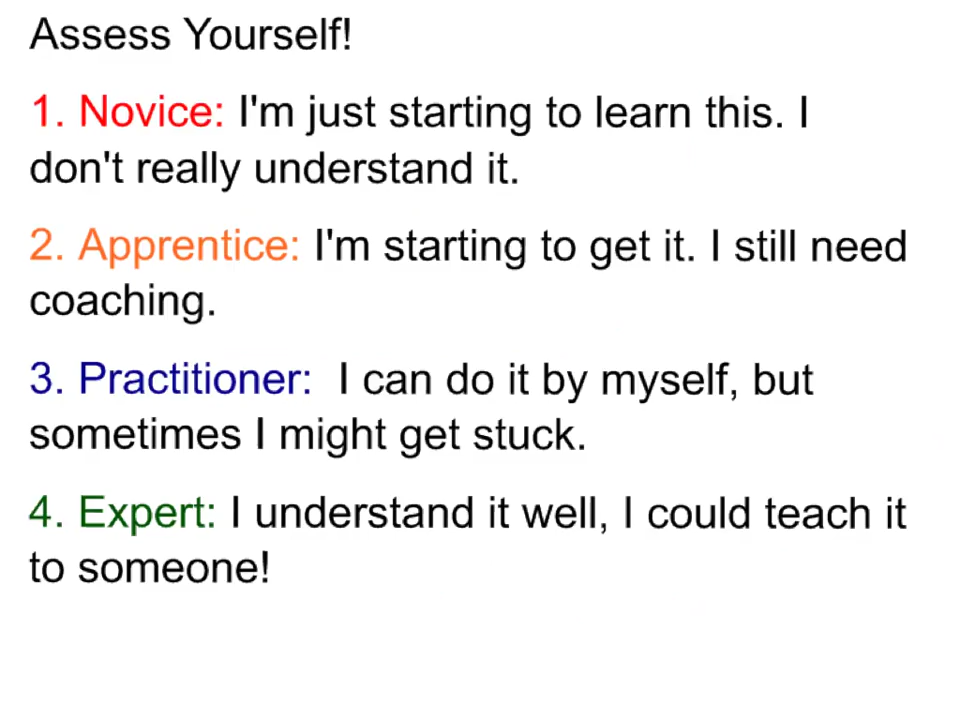 Assess Yourself!
1. Novice: I'm just starting to learn this. I
don't really understand it.
2. Apprentice: I'm starting to get it. I still need
coaching.
3. Practitioner:  I can do it by myself, but
sometimes I might get stuck.
4. Expert: I understand it well, I could teach it
to someone!